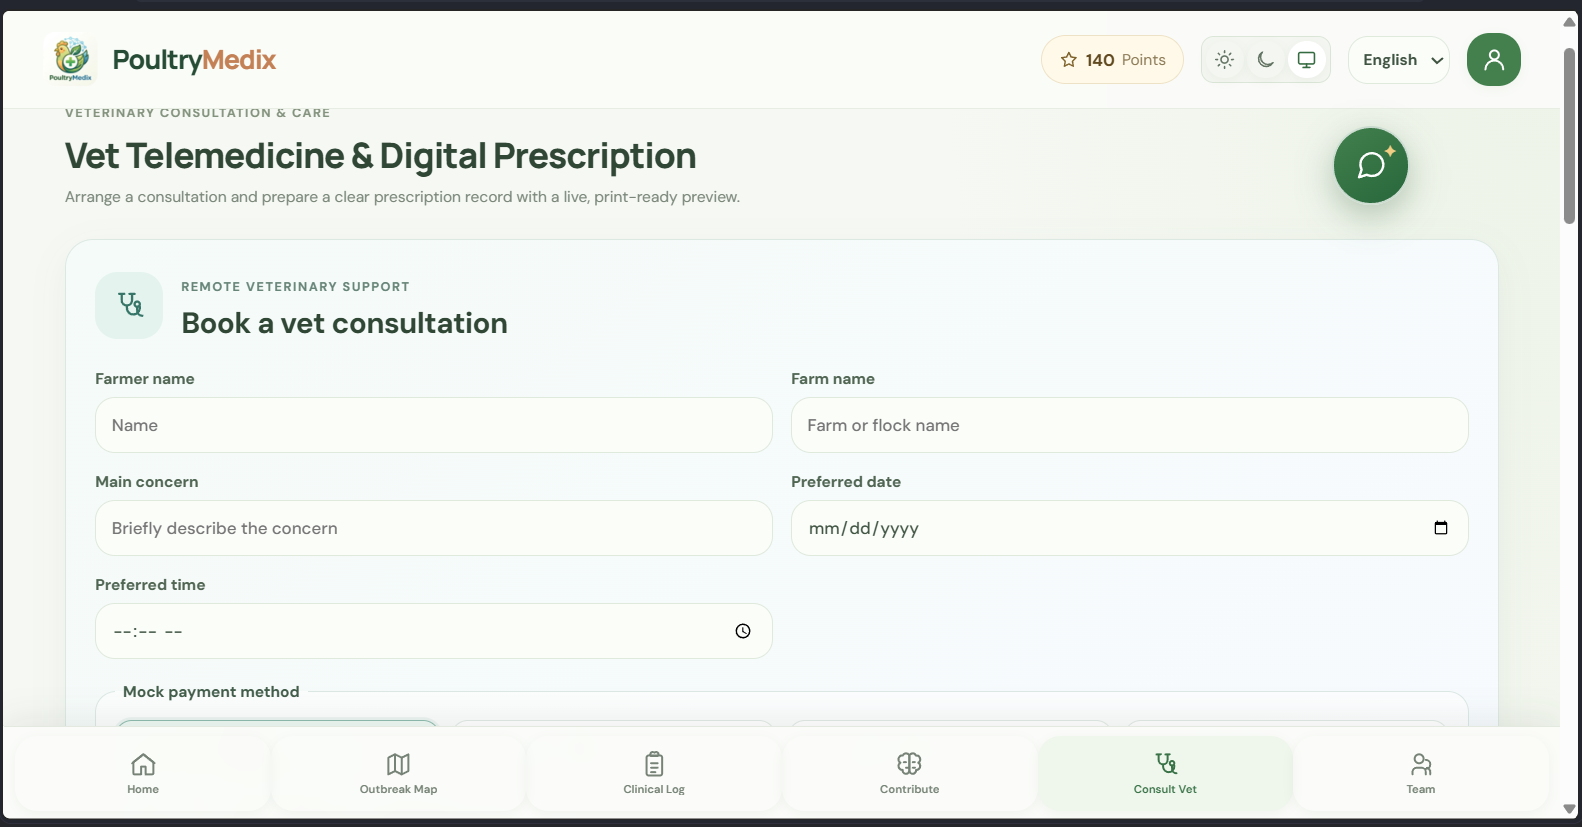 PoultryMedix
PoultryMedix
140 Points
English
VETERINARY CONSULTATION & CARE
Vet Telemedicine & Digital Prescription
Arrange a consultation and prepare a clear prescription record with a live, print-ready preview.
REMOTE VETERINARY SUPPORT
Book a vet consultation
Farmer name
Farm name
Name
Farm or flock name
Main concern
Preferred date
Briefly describe the concern
mm/dd/yyyy
Preferred time
--:-- --
Mock payment method
Home
Outbreak Map
Clinical Log
Contribute
Consult Vet
Team